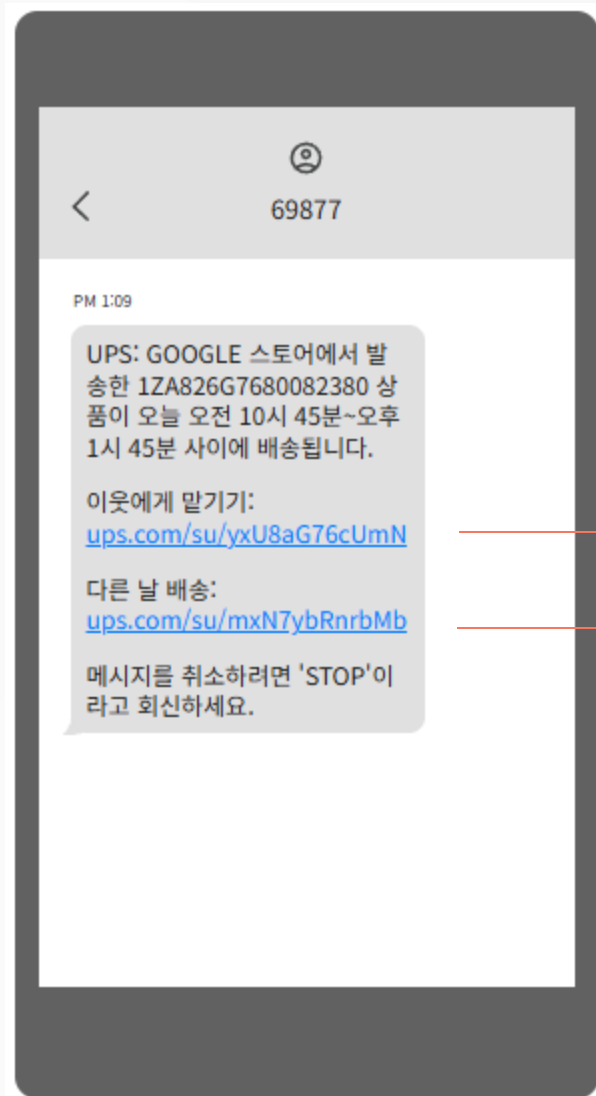 69877
PM 1:09
UPS: GOOGLE 스토어에서 발
송한 1ZA826G7680082380 상
품이 오늘 오전 10시 45분~오후
1시 45분 사이에 배송됩니다.
이웃에게 맡기기:
ups.com/su/yxU8aG76cUmN
다른 날 배송:
ups.com/su/mxN7ybRnrbMb
메시지를 취소하려면 'STOP'이
라고 회신하세요.